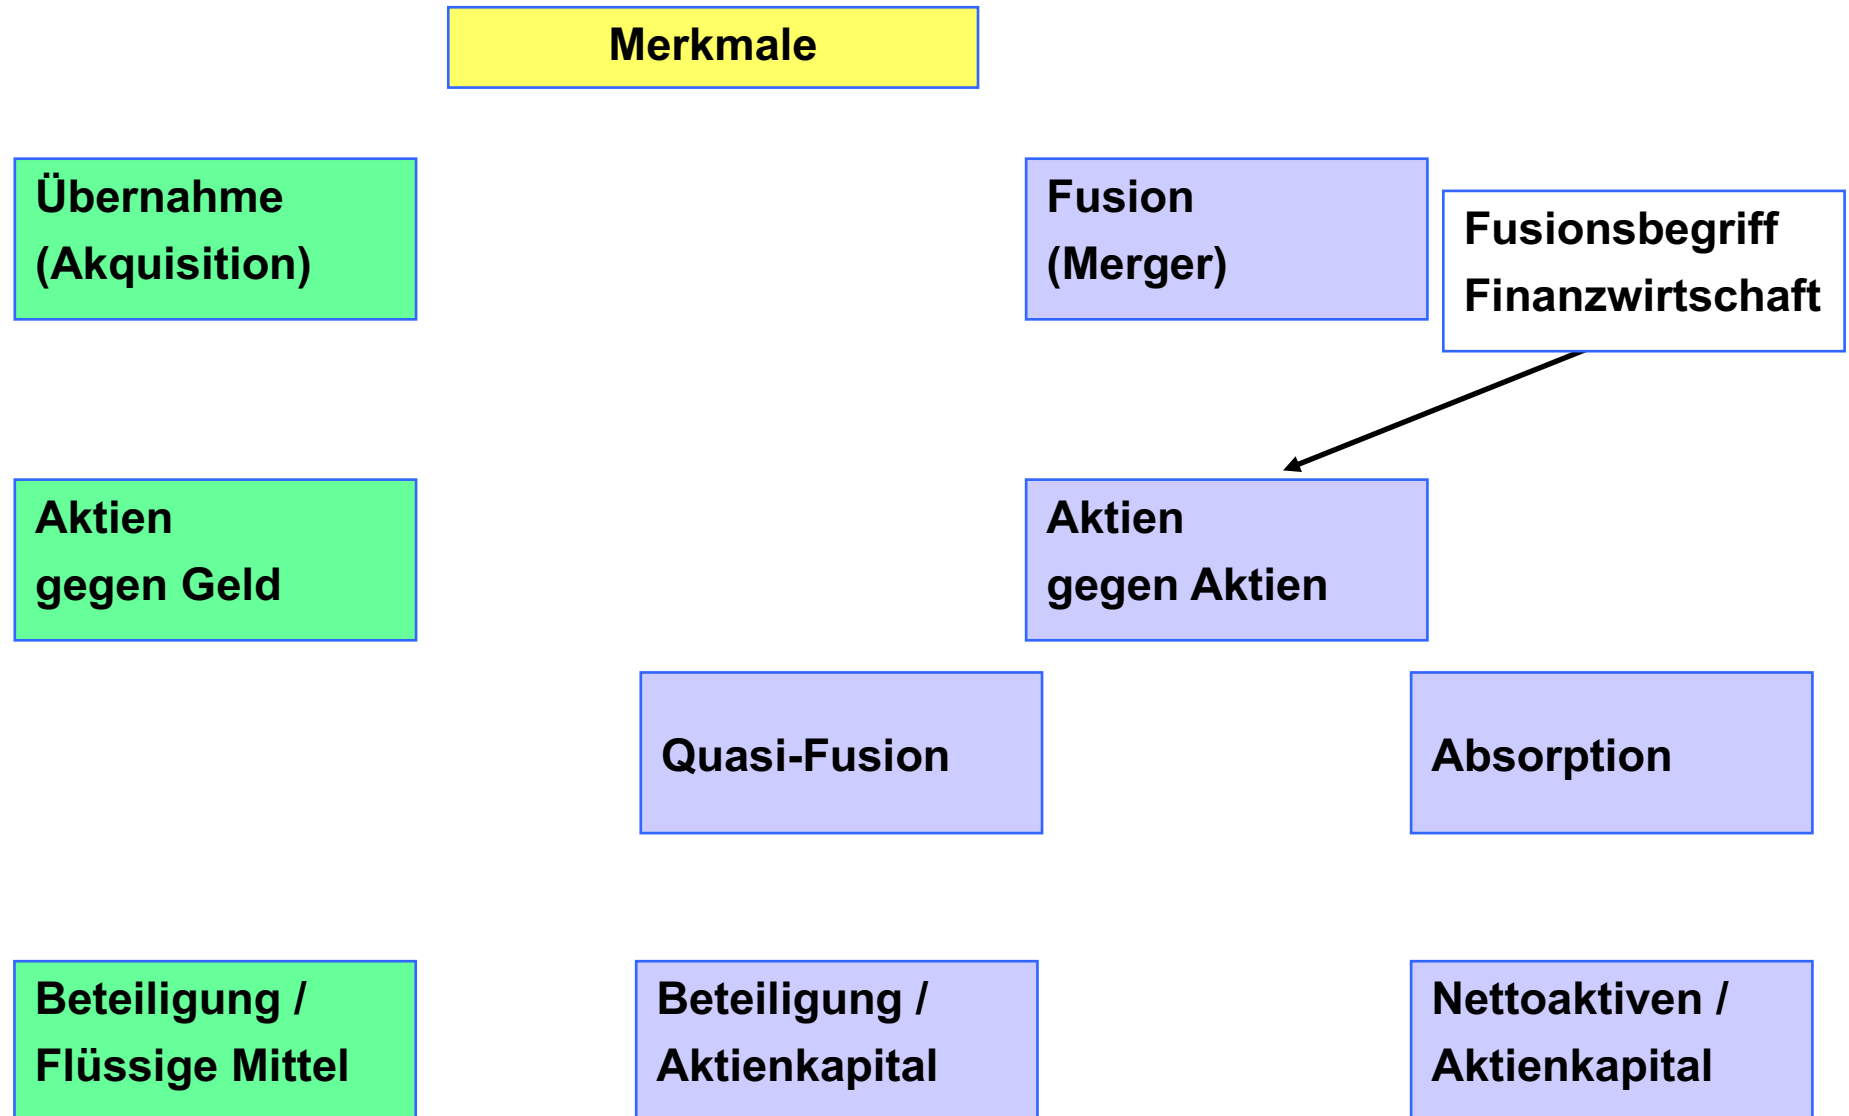 Merkmale
Übernahme
(Akquisition)
Fusion
(Merger)
Fusionsbegriff
Finanzwirtschaft
Aktien
gegen Geld
Aktien
gegen Aktien
Quasi-Fusion
Absorption
Beteiligung /
Flüssige Mittel
Beteiligung /
Aktienkapital
Nettoaktiven /
Aktienkapital